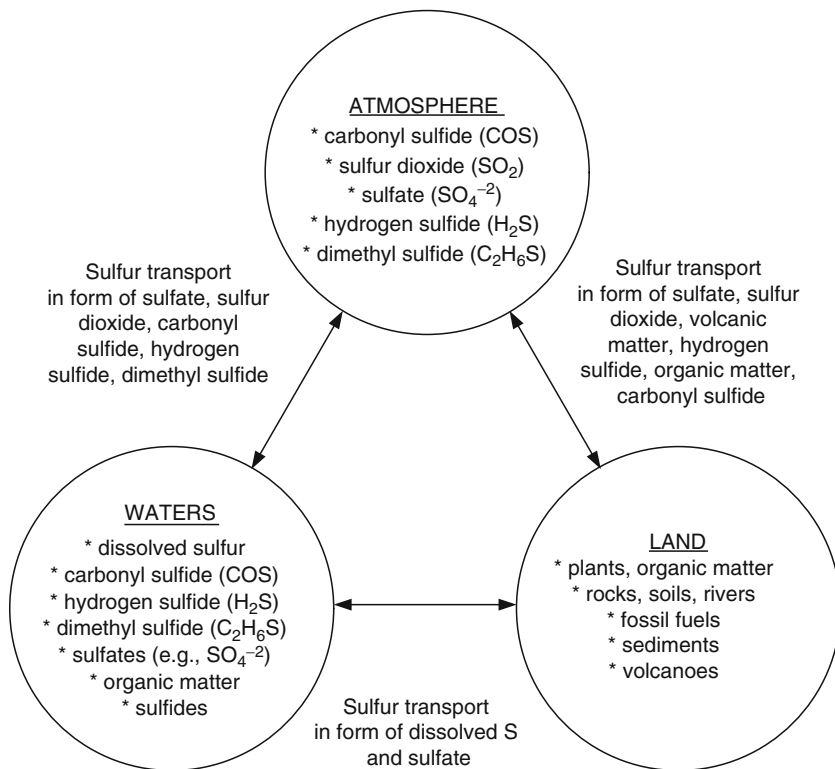 ATMOSPHERE
* carbonyl sulfide (COS)
* sulfur dioxide (SO₂)
* sulfate (SO₄⁻²)
* hydrogen sulfide (H₂S)
* dimethyl sulfide (C₂H₆S)
Sulfur transport
in form of sulfate, sulfur
dioxide, carbonyl
sulfide, hydrogen
sulfide, dimethyl sulfide
Sulfur transport
in form of sulfate, sulfur
dioxide, volcanic
matter, hydrogen
sulfide, organic matter,
carbonyl sulfide
WATERS
* dissolved sulfur
* carbonyl sulfide (COS)
* hydrogen sulfide (H₂S)
* dimethyl sulfide (C₂H₆S)
* sulfates (e.g., SO₄⁻²)
* organic matter
* sulfides
LAND
* plants, organic matter
* rocks, soils, rivers
* fossil fuels
* sediments
* volcanoes
Sulfur transport
in form of dissolved S
and sulfate